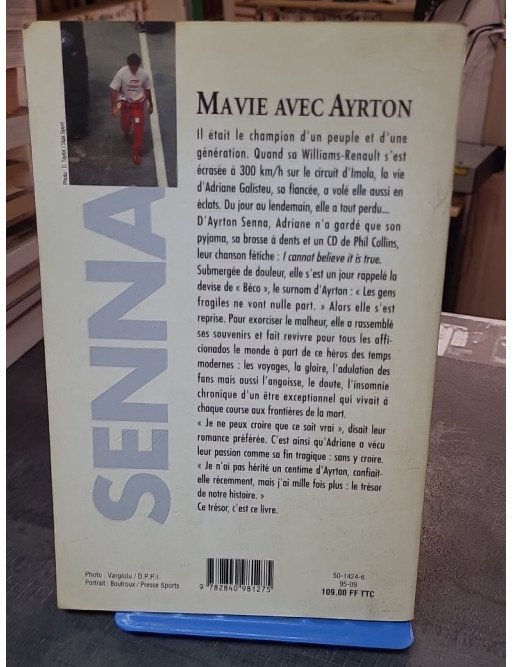 Photo : D. Taylor / Sipa Sport
SENNA
MA VIE AVEC AYRTON
Il était le champion d'un peuple et d'une
génération. Quand sa Williams-Renault s'est
écrasée à 300 km/h sur le circuit d'Imola, la vie
d'Adriane Galisteu, sa fiancée, a volé elle aussi en
éclats. Du jour au lendemain, elle a tout perdu...
D'Ayrton Senna, Adriane n'a gardé que son
pyjama, sa brosse à dents et un CD de Phil Collins,
leur chanson fétiche : I cannot believe it is true.
Submergée de douleur, elle s'est un jour rappelé la
devise de « Béco », le surnom d'Ayrton : « Les gens
fragiles ne vont nulle part. » Alors elle s'est
reprise. Pour exorciser le malheur, elle a rassemblé
ses souvenirs et fait revivre pour tous les affi-
cionados le monde à part de ce héros des temps
modernes : les voyages, la gloire, l'adulation des
fans mais aussi l'angoisse, le doute, l'insomnie
chronique d'un être exceptionnel qui vivait à
chaque course aux frontières de la mort.
« Je ne peux croire que ce soit vrai », disait leur
romance préférée. C'est ainsi qu'Adriane a vécu
leur passion comme sa fin tragique : sans y croire.
« Je n'ai pas hérité un centime d'Ayrton, confiait-
elle récemment, mais j'ai mille fois plus : le trésor
de notre histoire. »
Ce trésor, c'est ce livre.
Photo : Vargiolu / D.P.P.I
Portrait : Boutroux / Presse Sports
9 782840 981275
50-1424-6
95-09
109.00 FF TTC